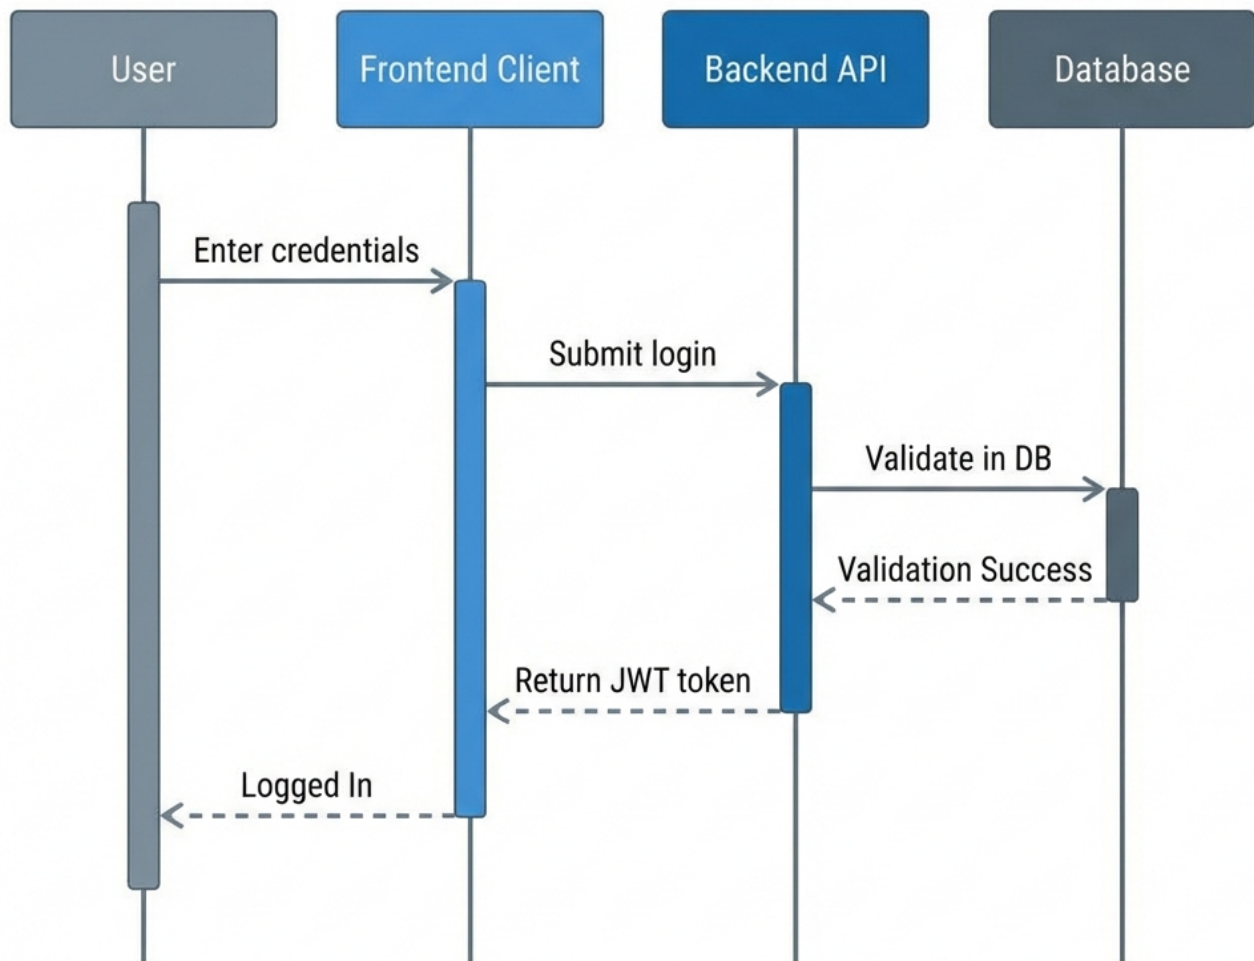 User
Frontend Client
Backend API
Database
Enter credentials
Submit login
Validate in DB
Validation Success
Return JWT token
Logged In